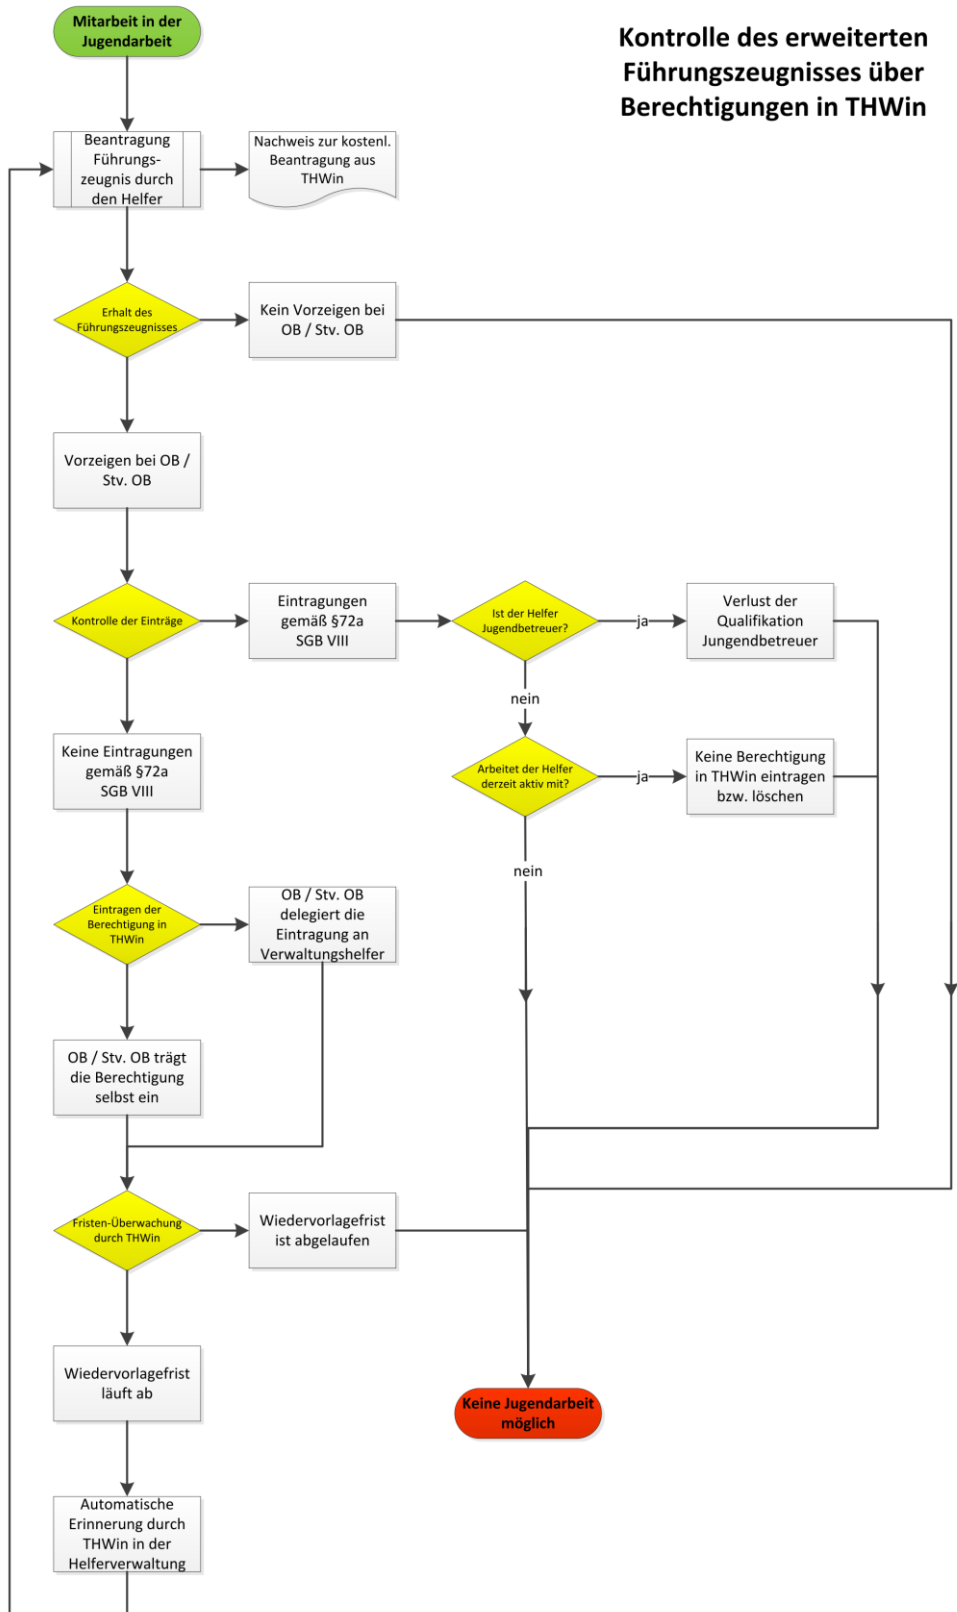 Mitarbeit in der
Jugendarbeit
Kontrolle des erweiterten
Führungszeugnisses über
Berechtigungen in THWin
Beantragung
Führungs-
zeugnis durch
den Helfer
Nachweis zur kostenl.
Beantragung aus
THWin
Erhalt des
Führungszeugnisses
Kein Vorzeigen bei
OB / Stv. OB
Vorzeigen bei OB /
Stv. OB
Kontrolle der Einträge
Eintragungen
gemäß §72a
SGB VIII
Ist der Helfer
Jugendbetreuer?
ja
Verlust der
Qualifikation
Jungendbetreuer
nein
Keine Eintragungen
gemäß §72a
SGB VIII
Arbeitet der Helfer
derzeit aktiv mit?
ja
Keine Berechtigung
in THWin eintragen
bzw. löschen
nein
Eintragen der
Berechtigung in
THWin
OB / Stv. OB
delegiert die
Eintragung an
Verwaltungshelfer
OB / Stv. OB trägt
die Berechtigung
selbst ein
Fristen-Überwachung
durch THWin
Wiedervorlagefrist
ist abgelaufen
Wiedervorlagefrist
läuft ab
Keine Jugendarbeit
möglich
Automatische
Erinnerung durch
THWin in der
Helferverwaltung